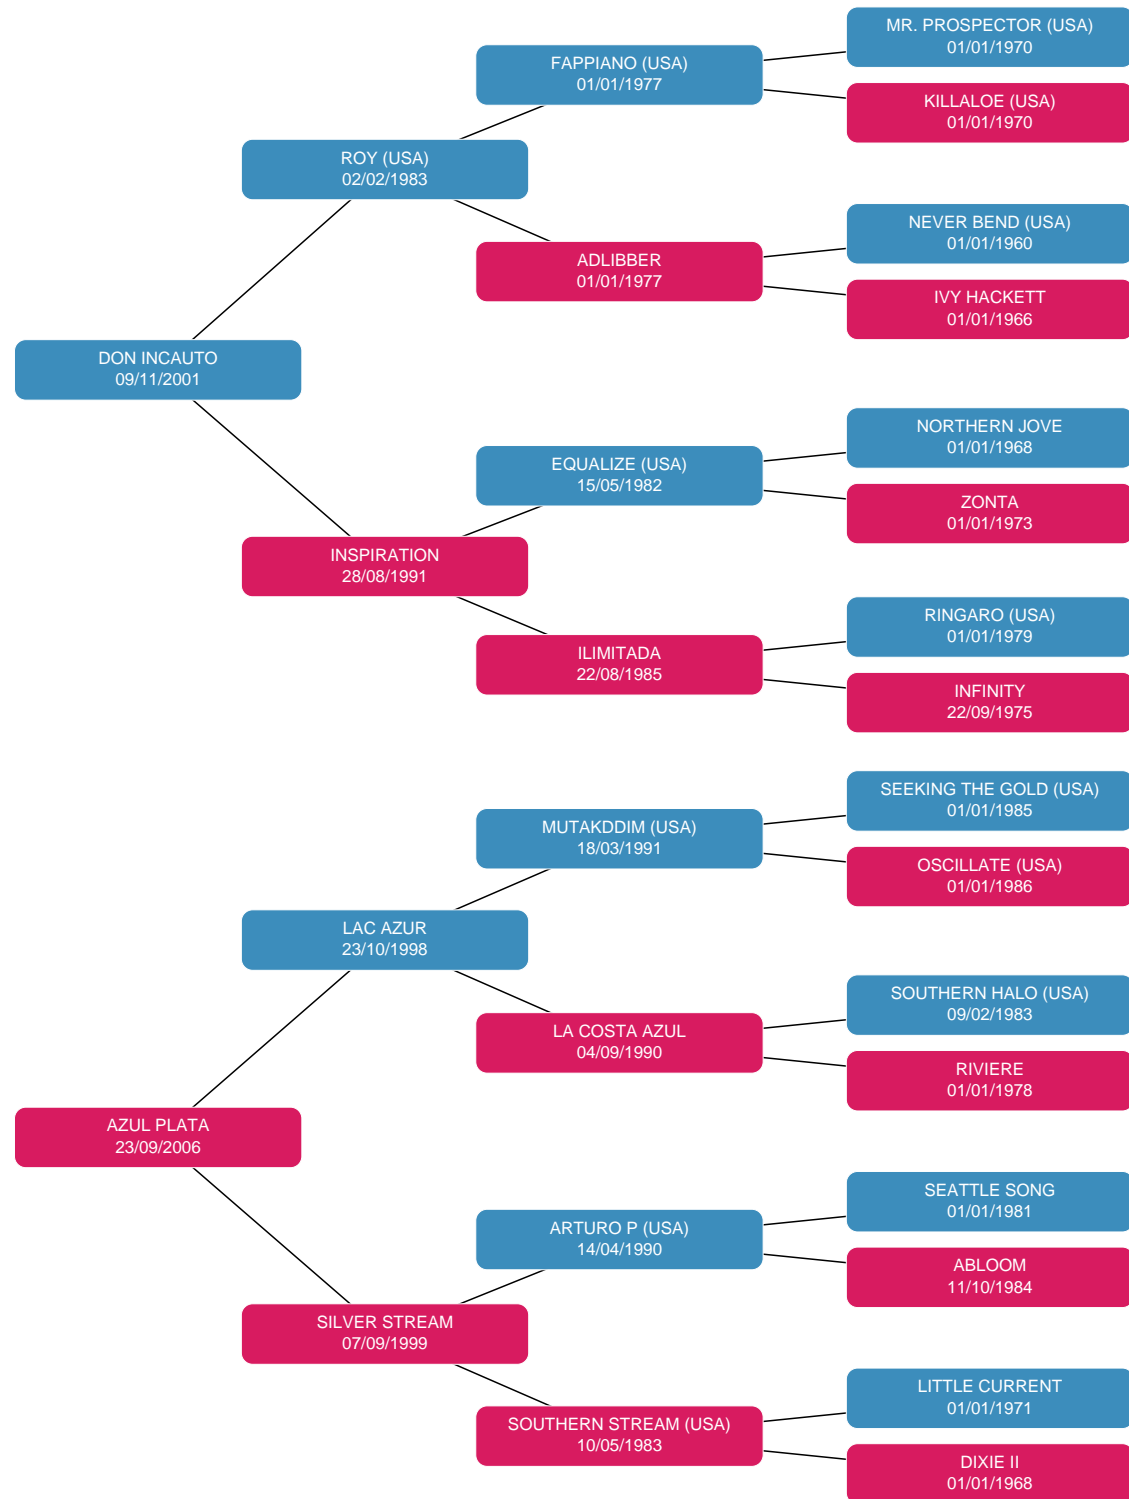 MR. PROSPECTOR (USA)
01/01/1970
FAPPIANO (USA)
01/01/1977
KILLALOE (USA)
01/01/1970
ROY (USA)
02/02/1983
NEVER BEND (USA)
01/01/1960
ADLIBBER
01/01/1977
IVY HACKETT
01/01/1966
DON INCAUTO
09/11/2001
NORTHERN JOVE
01/01/1968
EQUALIZE (USA)
15/05/1982
ZONTA
01/01/1973
INSPIRATION
28/08/1991
RINGARO (USA)
01/01/1979
ILIMITADA
22/08/1985
INFINITY
22/09/1975
SEEKING THE GOLD (USA)
01/01/1985
MUTAKDDIM (USA)
18/03/1991
OSCILLATE (USA)
01/01/1986
LAC AZUR
23/10/1998
SOUTHERN HALO (USA)
09/02/1983
LA COSTA AZUL
04/09/1990
RIVIERE
01/01/1978
AZUL PLATA
23/09/2006
SEATTLE SONG
01/01/1981
ARTURO P (USA)
14/04/1990
ABLOOM
11/10/1984
SILVER STREAM
07/09/1999
LITTLE CURRENT
01/01/1971
SOUTHERN STREAM (USA)
10/05/1983
DIXIE II
01/01/1968